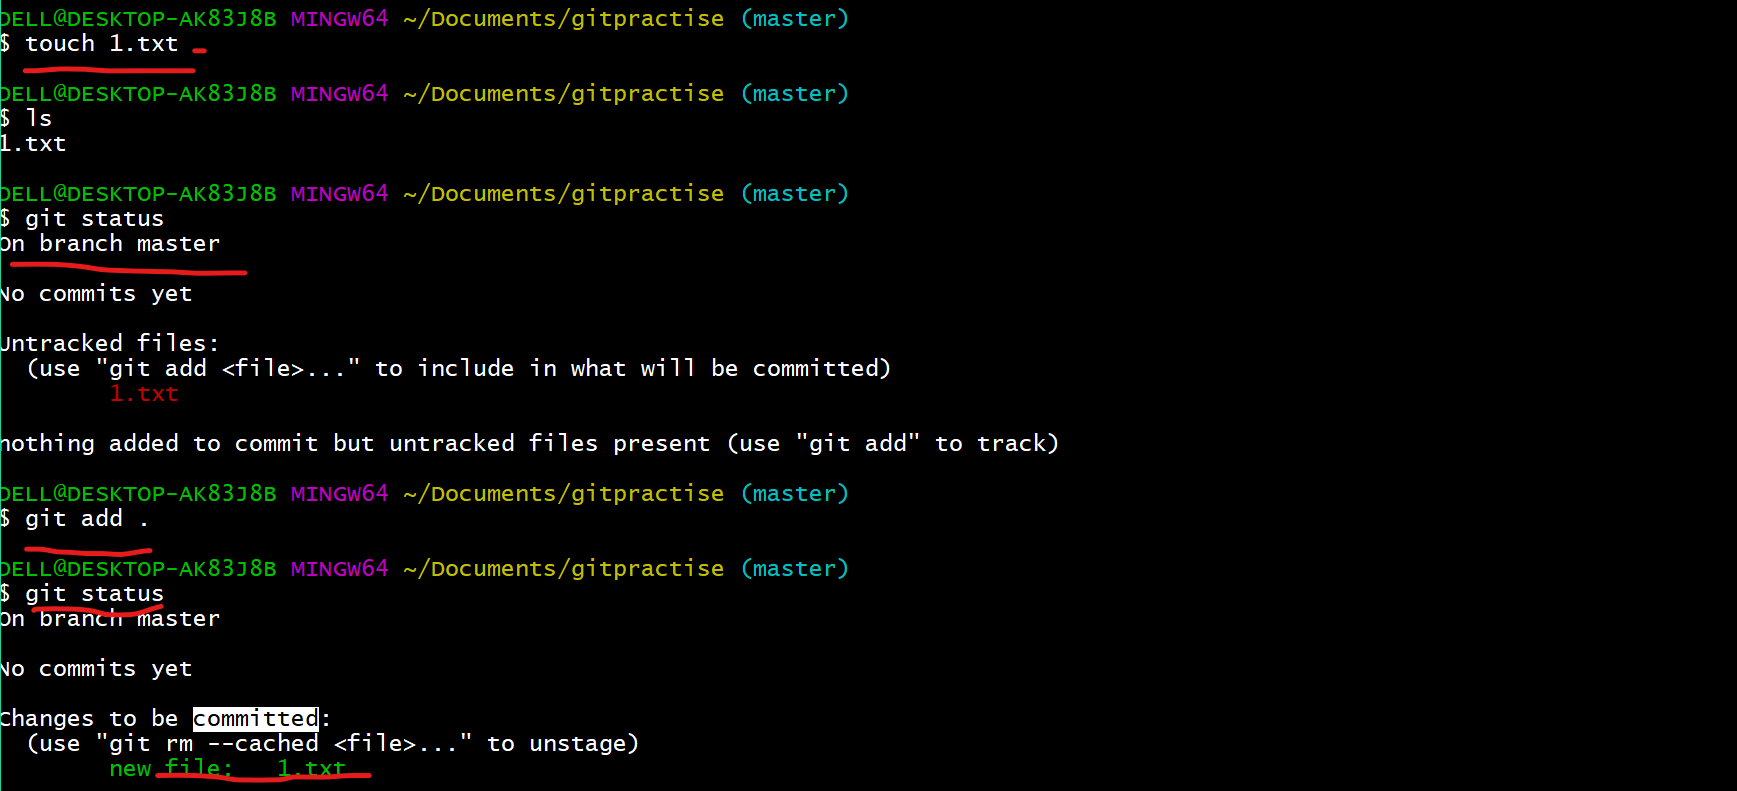 DELL@DESKTOP-AK83J8B MINGW64 ~/Documents/gitpractise (master)
$ touch 1.txt
DELL@DESKTOP-AK83J8B MINGW64 ~/Documents/gitpractise (master)
$ ls
1.txt
DELL@DESKTOP-AK83J8B MINGW64 ~/Documents/gitpractise (master)
$ git status
On branch master
No commits yet
Untracked files:
  (use "git add <file>..." to include in what will be committed)
        1.txt
nothing added to commit but untracked files present (use "git add" to track)
DELL@DESKTOP-AK83J8B MINGW64 ~/Documents/gitpractise (master)
$ git add .
DELL@DESKTOP-AK83J8B MINGW64 ~/Documents/gitpractise (master)
$ git status
On branch master
No commits yet
Changes to be committed:
  (use "git rm --cached <file>..." to unstage)
        new file:   1.txt